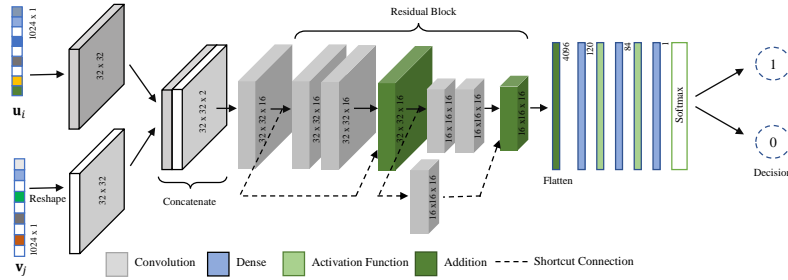 Residual Block
1024 x 1
u_i
32 x 32
32 x 32 x 2
32 x 32 x 16
32 x 32 x 16
32 x 32 x 16
32 x 32 x 16
16 x 16 x 16
16 x 16 x 16
16 x16 x 16
16 x16 x 16
4096
120
84
1
Softmax
1
0
Flatten
Decision
Reshape
32 x 32
Concatenate
1024 x 1
v_j
Convolution
Dense
Activation Function
Addition
Shortcut Connection